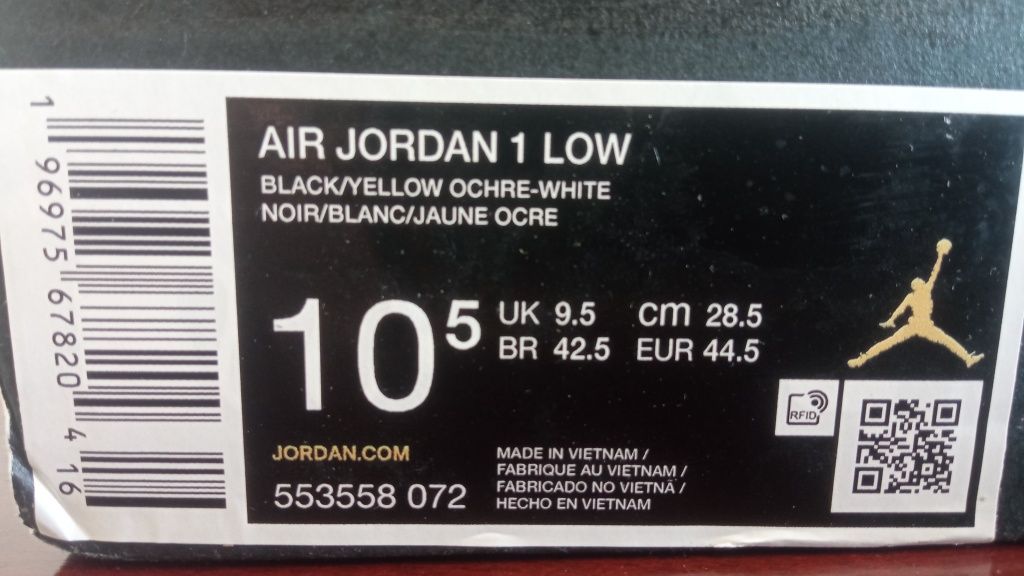 AIR JORDAN 1 LOW
BLACK/YELLOW OCHRE-WHITE
NOIR/BLANC/JAUNE OCRE
10 5
UK 9.5 cm 28.5
BR 42.5 EUR 44.5
RFID
JORDAN.COM
553558 072
MADE IN VIETNAM /
FABRIQUE AU VIETNAM /
FABRICADO NO VIETNÃ /
HECHO EN VIETNAM
1 96975 67820 4 16